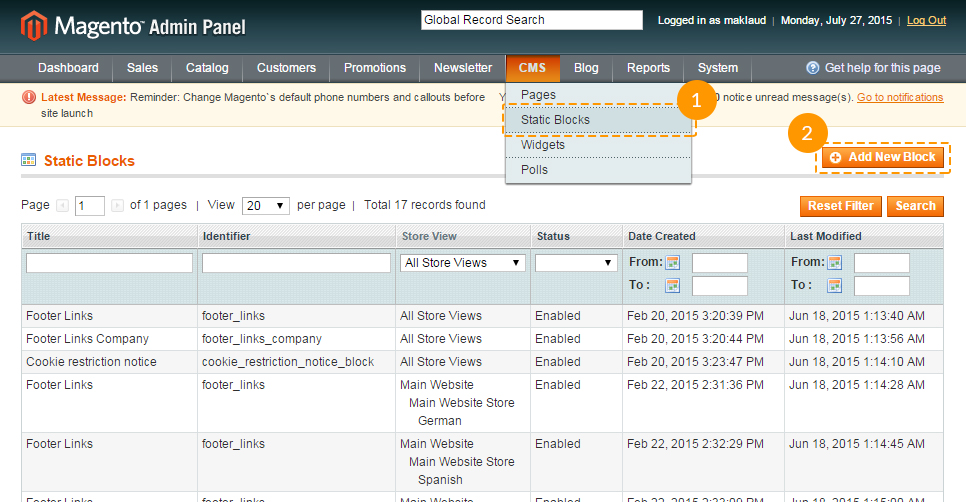 Magento™ Admin Panel
Global Record Search
Logged in as maklaud | Monday, July 27, 2015 | Log Out
Dashboard Sales Catalog Customers Promotions Newsletter CMS Blog Reports System Get help for this page
Latest Message: Reminder: Change Magento`s default phone numbers and callouts before
site launch
notice unread message(s). Go to notifications
Pages
1
Static Blocks
Widgets
Polls
2
Static Blocks
Add New Block
Page 1 of 1 pages | View 20 per page | Total 17 records found
Reset Filter Search
Title Identifier Store View Status Date Created Last Modified
All Store Views From: From:
To : To :
Footer Links footer_links All Store Views Enabled Feb 20, 2015 3:20:39 PM Jun 18, 2015 1:13:40 AM
Footer Links Company footer_links_company All Store Views Enabled Feb 20, 2015 3:20:44 PM Jun 18, 2015 1:13:56 AM
Cookie restriction notice cookie_restriction_notice_block All Store Views Enabled Feb 20, 2015 3:23:47 PM Jun 18, 2015 1:14:10 AM
Footer Links footer_links Main Website Enabled Feb 22, 2015 2:31:36 PM Jun 18, 2015 1:14:28 AM
Main Website Store
German
Footer Links footer_links Main Website Enabled Feb 22, 2015 2:32:29 PM Jun 18, 2015 1:14:45 AM
Main Website Store
Spanish